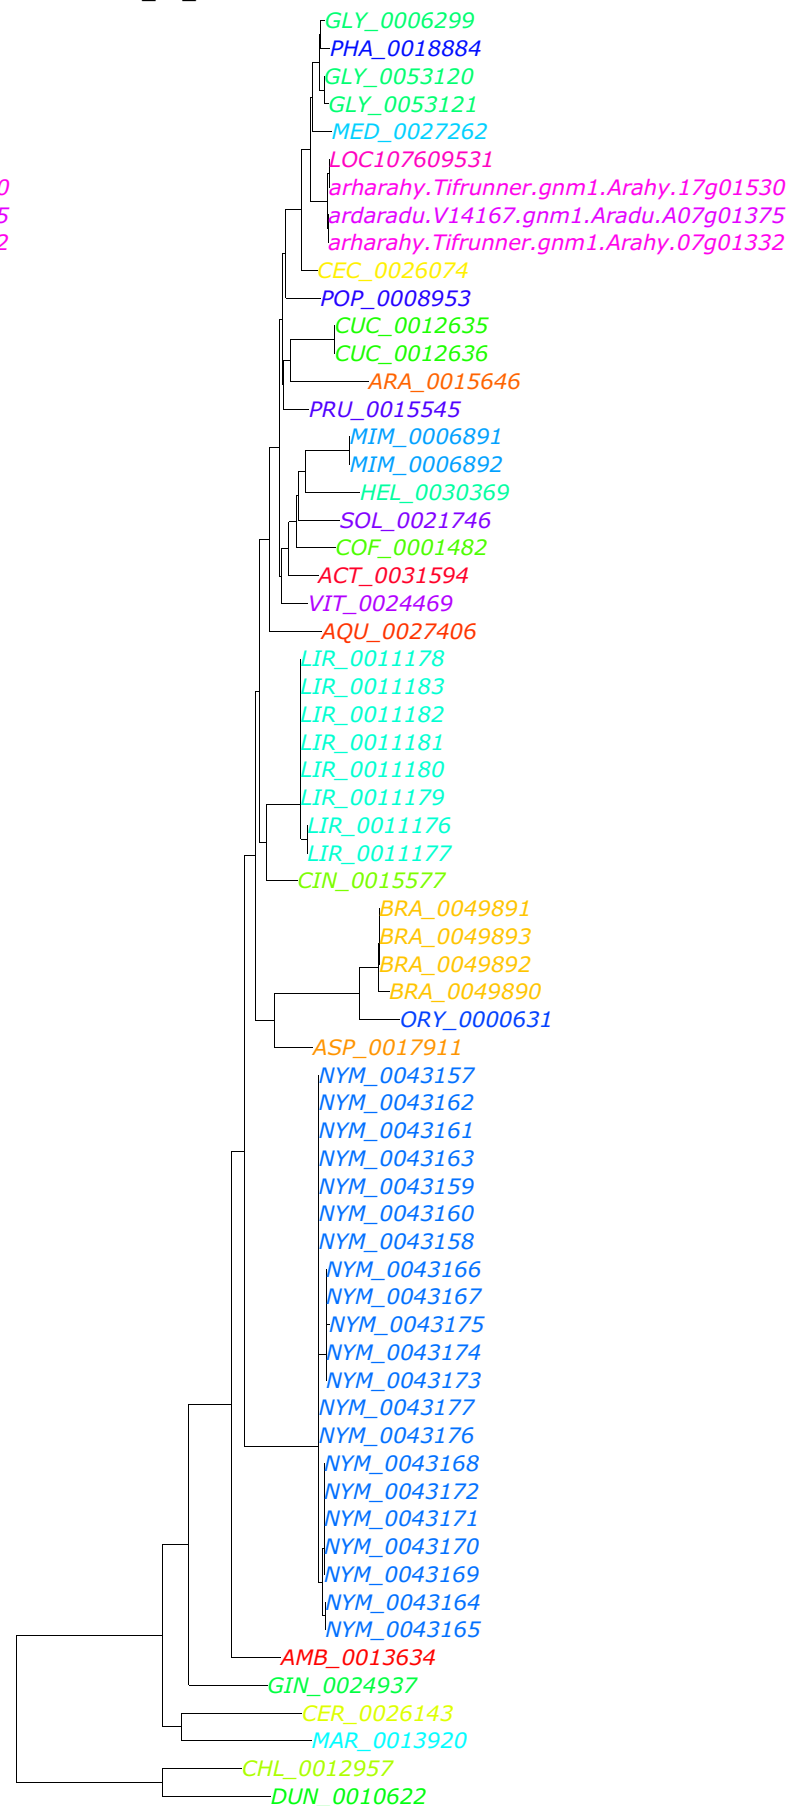 GLY_0006299
PHA_0018884
GLY_0053120
GLY_0053121
MED_0027262
LOC107609531
0 arharahy.Tifrunner.gnm1.Arahy.17g01530
5 ardaradu.V14167.gnm1.Aradu.A07g01375
2 arharahy.Tifrunner.gnm1.Arahy.07g01332
CEC_0026074
POP_0008953
CUC_0012635
CUC_0012636
ARA_0015646
PRU_0015545
MIM_0006891
MIM_0006892
HEL_0030369
SOL_0021746
COF_0001482
ACT_0031594
VIT_0024469
AQU_0027406
LIR_0011178
LIR_0011183
LIR_0011182
LIR_0011181
LIR_0011180
LIR_0011179
LIR_0011176
LIR_0011177
CIN_0015577
BRA_0049891
BRA_0049893
BRA_0049892
BRA_0049890
ORY_0000631
ASP_0017911
NYM_0043157
NYM_0043162
NYM_0043161
NYM_0043163
NYM_0043159
NYM_0043160
NYM_0043158
NYM_0043166
NYM_0043167
NYM_0043175
NYM_0043174
NYM_0043173
NYM_0043177
NYM_0043176
NYM_0043168
NYM_0043172
NYM_0043171
NYM_0043170
NYM_0043169
NYM_0043164
NYM_0043165
AMB_0013634
GIN_0024937
CER_0026143
MAR_0013920
CHL_0012957
DUN_0010622